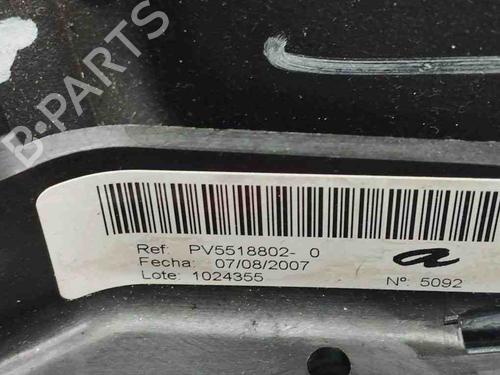 B-PARTS
Ref: PV5518802- 0
Fecha: 07/08/2007
Lote: 1024355
a
Nº: 5092